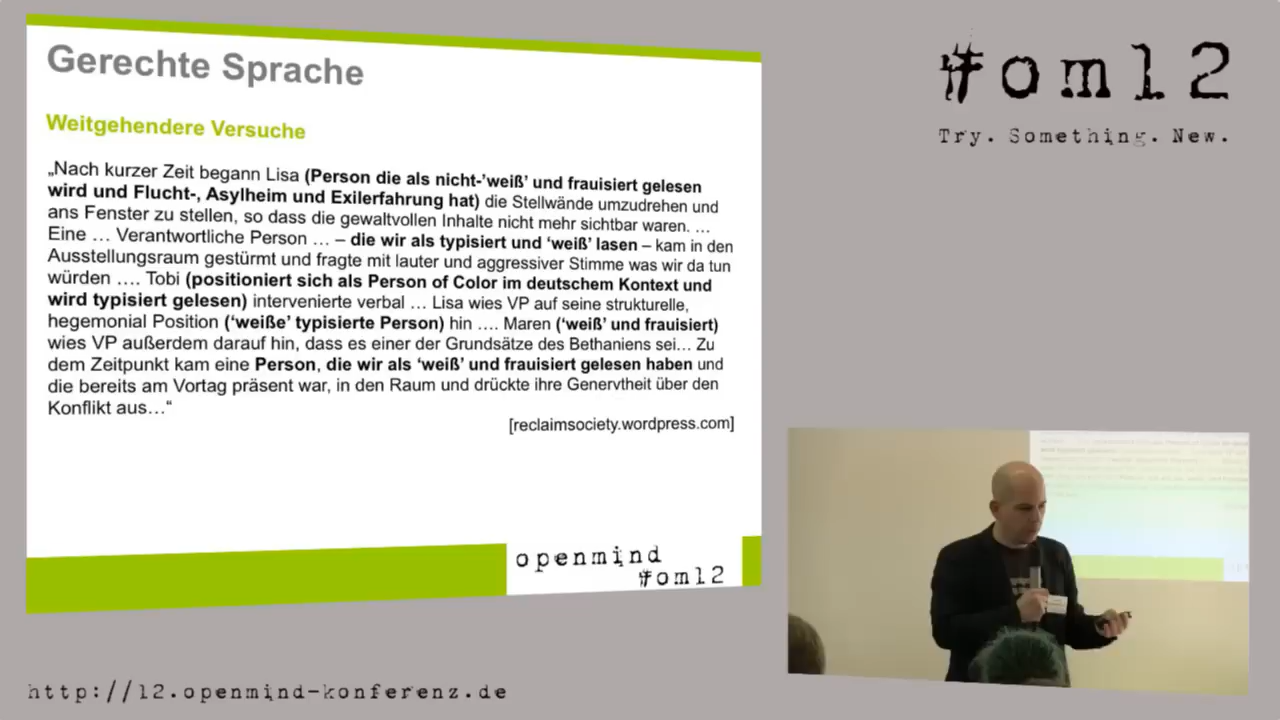 Gerechte Sprache
Weitgehendere Versuche
„Nach kurzer Zeit begann Lisa (Person die als nicht-’weiß’ und frauisiert gelesen
wird und Flucht-, Asylheim und Exilerfahrung hat) die Stellwände umzudrehen und
ans Fenster zu stellen, so dass die gewaltvollen Inhalte nicht mehr sichtbar waren. …
Eine … Verantwortliche Person … – die wir als typisiert und ‘weiß’ lasen – kam in den
Ausstellungsraum gestürmt und fragte mit lauter und aggressiver Stimme was wir da tun
würden …. Tobi (positioniert sich als Person of Color im deutschem Kontext und
wird typisiert gelesen) intervenierte verbal … Lisa wies VP auf seine strukturelle,
hegemonial Position (‘weiße’ typisierte Person) hin …. Maren (‘weiß’ und frauisiert)
wies VP außerdem darauf hin, dass es einer der Grundsätze des Bethaniens sei… Zu
dem Zeitpunkt kam eine Person, die wir als ‘weiß’ und frauisiert gelesen haben und
die bereits am Vortag präsent war, in den Raum und drückte ihre Genervtheit über den
Konflikt aus…“
[reclaimsociety.wordpress.com]
openmind
#om12
#om12
Try. Something. New.
http://12.openmind-konferenz.de